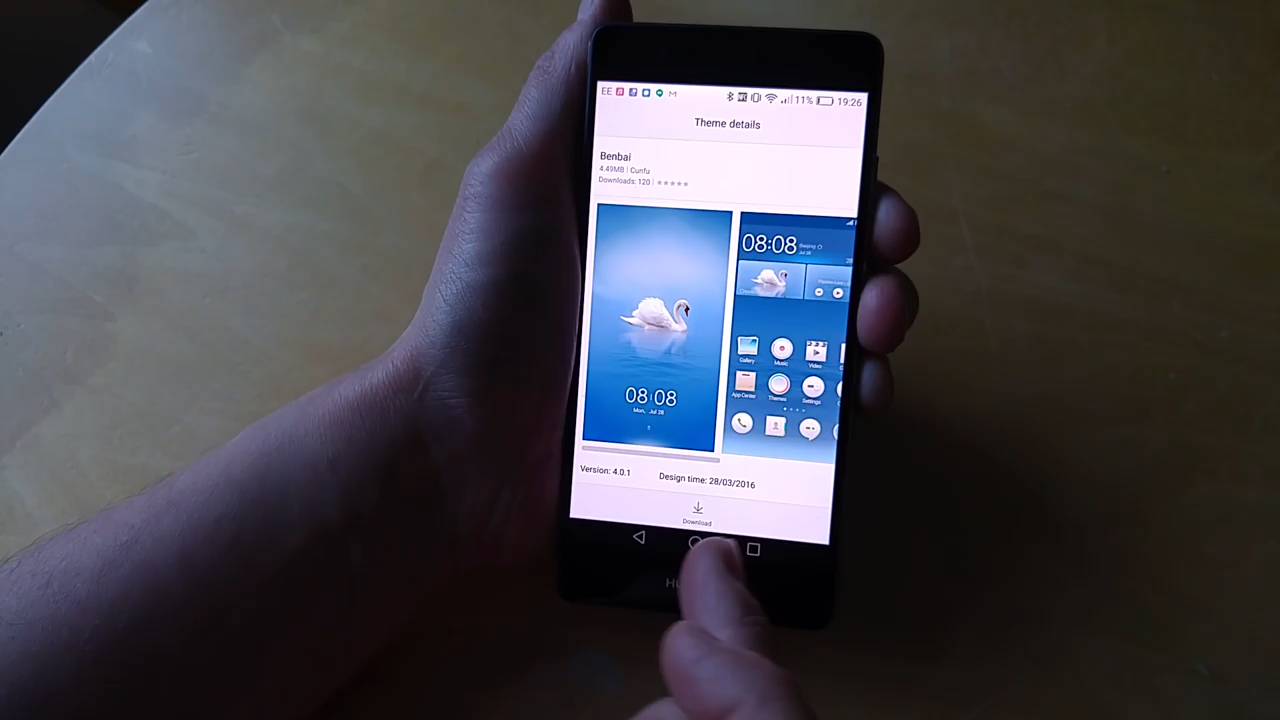 EE 11% 19:26
Theme details
Benbai
4.49MB | Cunfu
Downloads: 120
08:08
Mon, Jul 28
08:08 Beijing
Jul 28
Gallery Music Video
App Center Themes Settings
Version: 4.0.1 Design time: 28/03/2016
Download